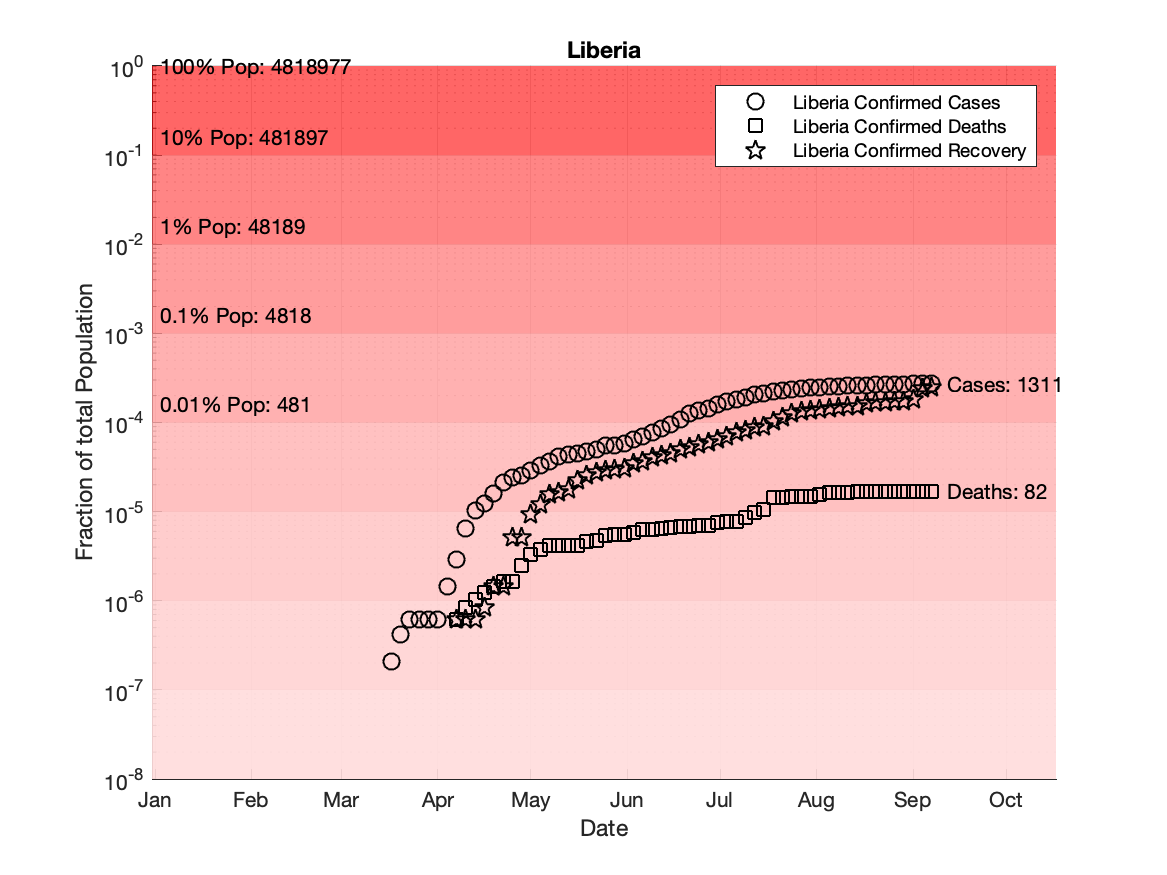 Liberia
10^0
10^-1
10^-2
10^-3
10^-4
10^-5
10^-6
10^-7
10^-8
Fraction of total Population
100% Pop: 4818977
10% Pop: 481897
1% Pop: 48189
0.1% Pop: 4818
0.01% Pop: 481
Liberia Confirmed Cases
Liberia Confirmed Deaths
Liberia Confirmed Recovery
Cases: 1311
Deaths: 82
Jan Feb Mar Apr May Jun Jul Aug Sep Oct
Date